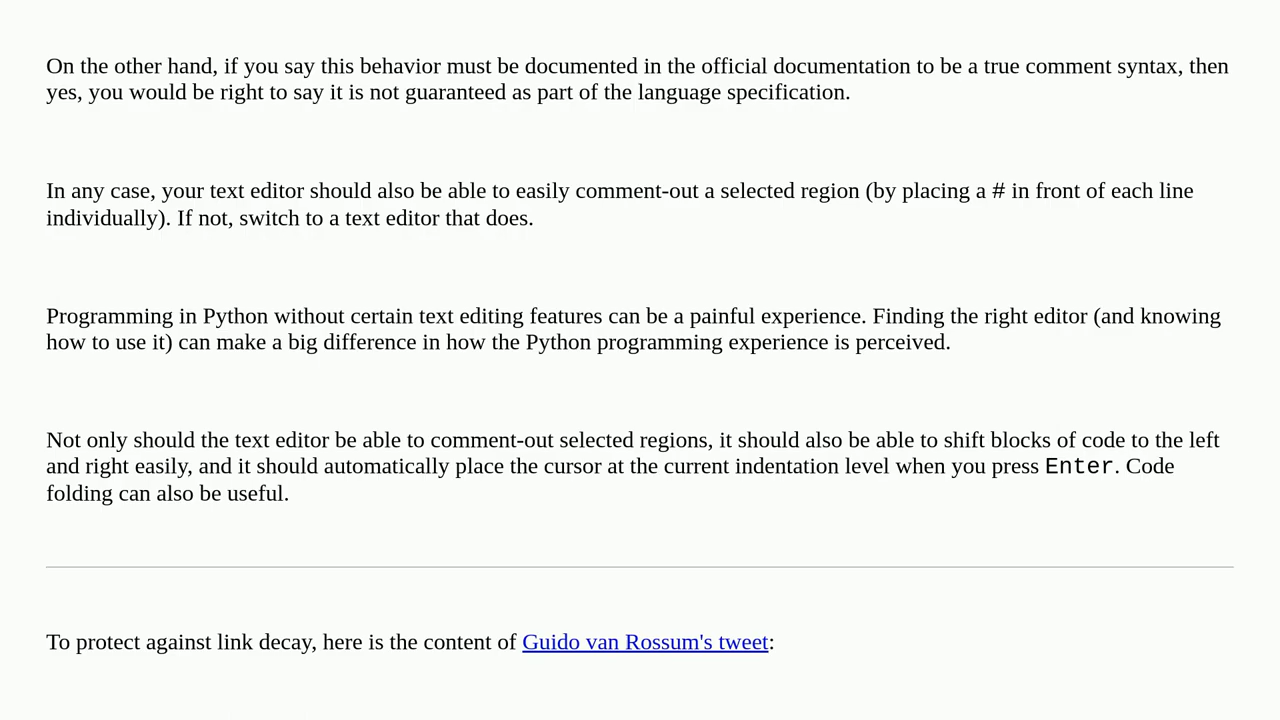 On the other hand, if you say this behavior must be documented in the official documentation to be a true comment syntax, then
yes, you would be right to say it is not guaranteed as part of the language specification.
In any case, your text editor should also be able to easily comment-out a selected region (by placing a # in front of each line
individually). If not, switch to a text editor that does.
Programming in Python without certain text editing features can be a painful experience. Finding the right editor (and knowing
how to use it) can make a big difference in how the Python programming experience is perceived.
Not only should the text editor be able to comment-out selected regions, it should also be able to shift blocks of code to the left
and right easily, and it should automatically place the cursor at the current indentation level when you press Enter. Code
folding can also be useful.
To protect against link decay, here is the content of Guido van Rossum's tweet: